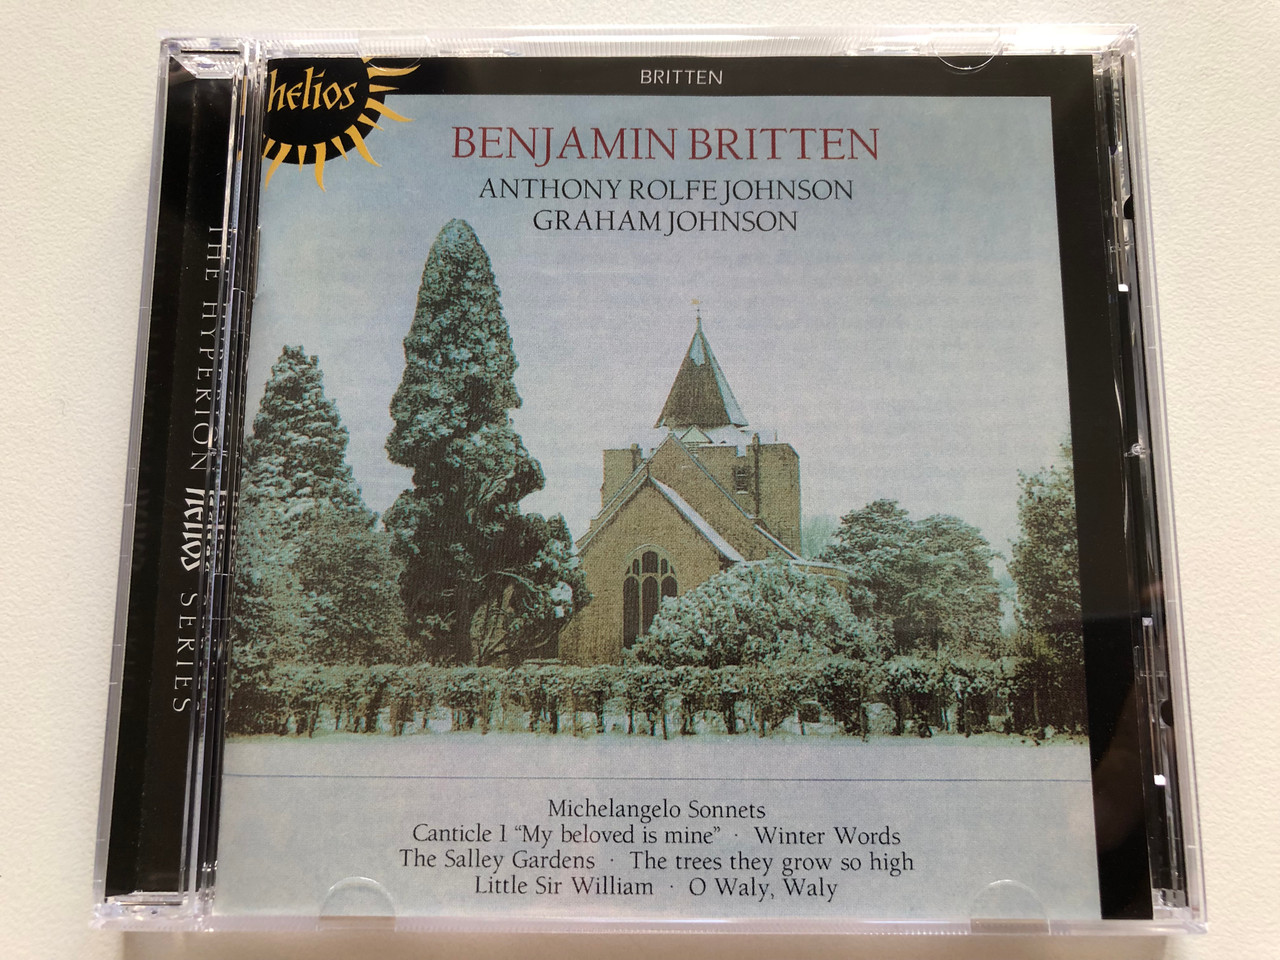 helios
BRITTEN
BENJAMIN BRITTEN
ANTHONY ROLFE JOHNSON
GRAHAM JOHNSON
THE HYPERION helios SERIES
Michelangelo Sonnets
Canticle 1 “My beloved is mine” · Winter Words
The Salley Gardens · The trees they grow so high
Little Sir William · O Waly, Waly